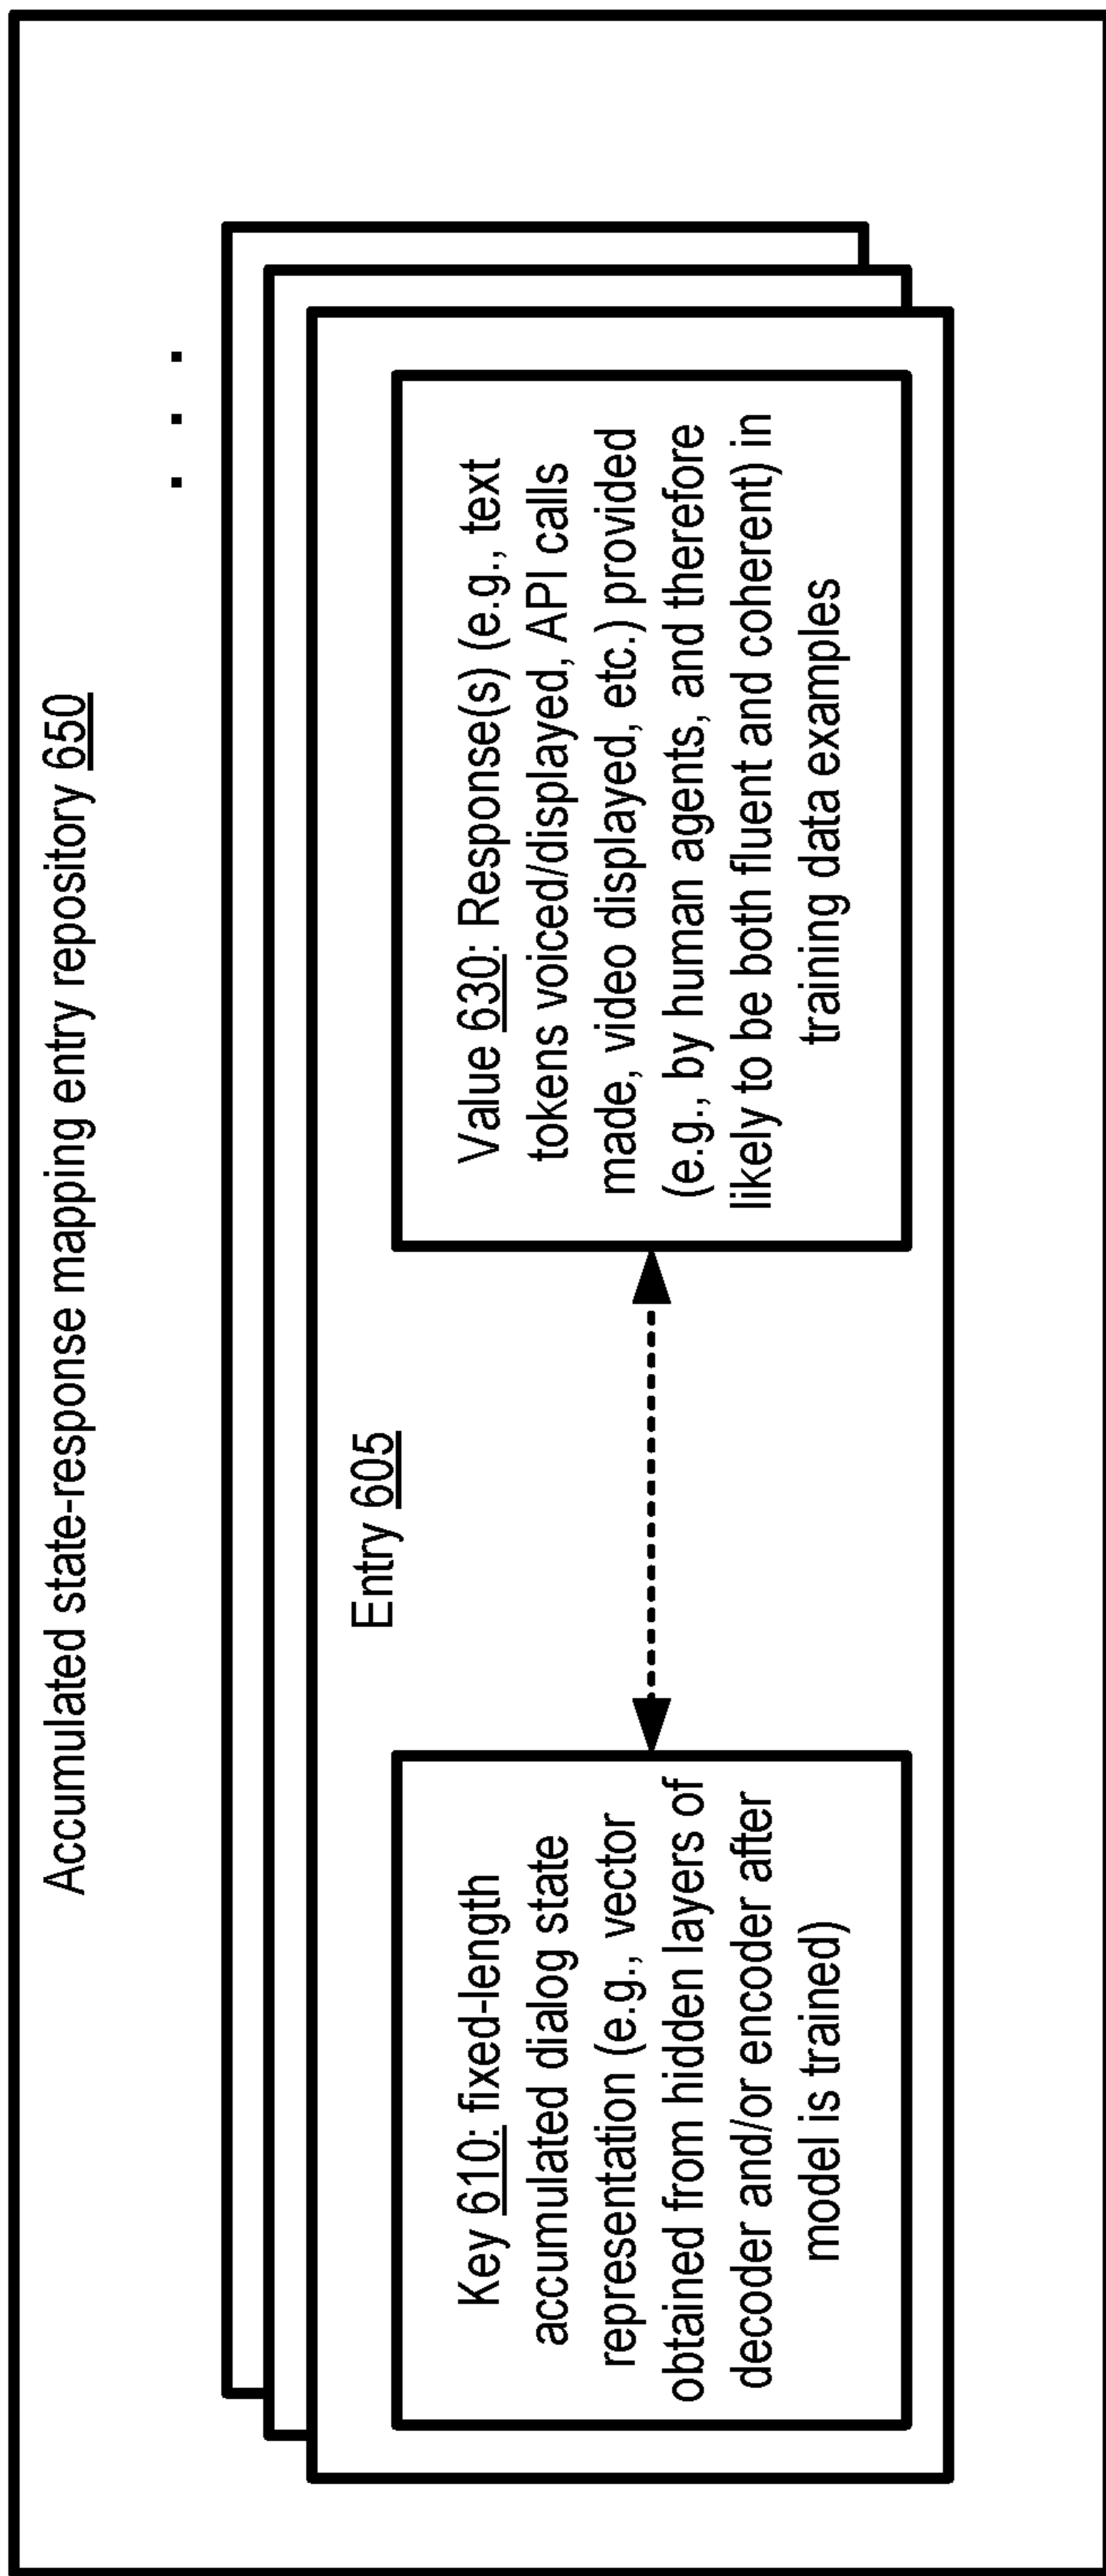 Accumulated state-response mapping entry repository 650
. . .
Entry 605
Key 610: fixed-length
accumulated dialog state
representation (e.g., vector
obtained from hidden layers of
decoder and/or encoder after
model is trained)
Value 630: Response(s) (e.g., text
tokens voiced/displayed, API calls
made, video displayed, etc.) provided
(e.g., by human agents, and therefore
likely to be both fluent and coherent) in
training data examples